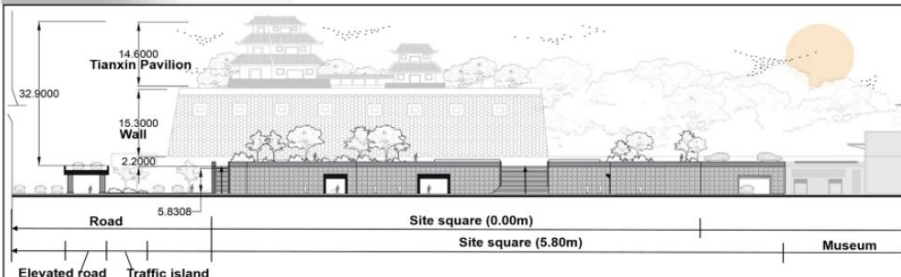 14.6000
Tianxin Pavilion
32.9000
15.3000
Wall
2.2000
5.8308
Road
Site square (0.00m)
Site square (5.80m)
Museum
Elevated road
Traffic island